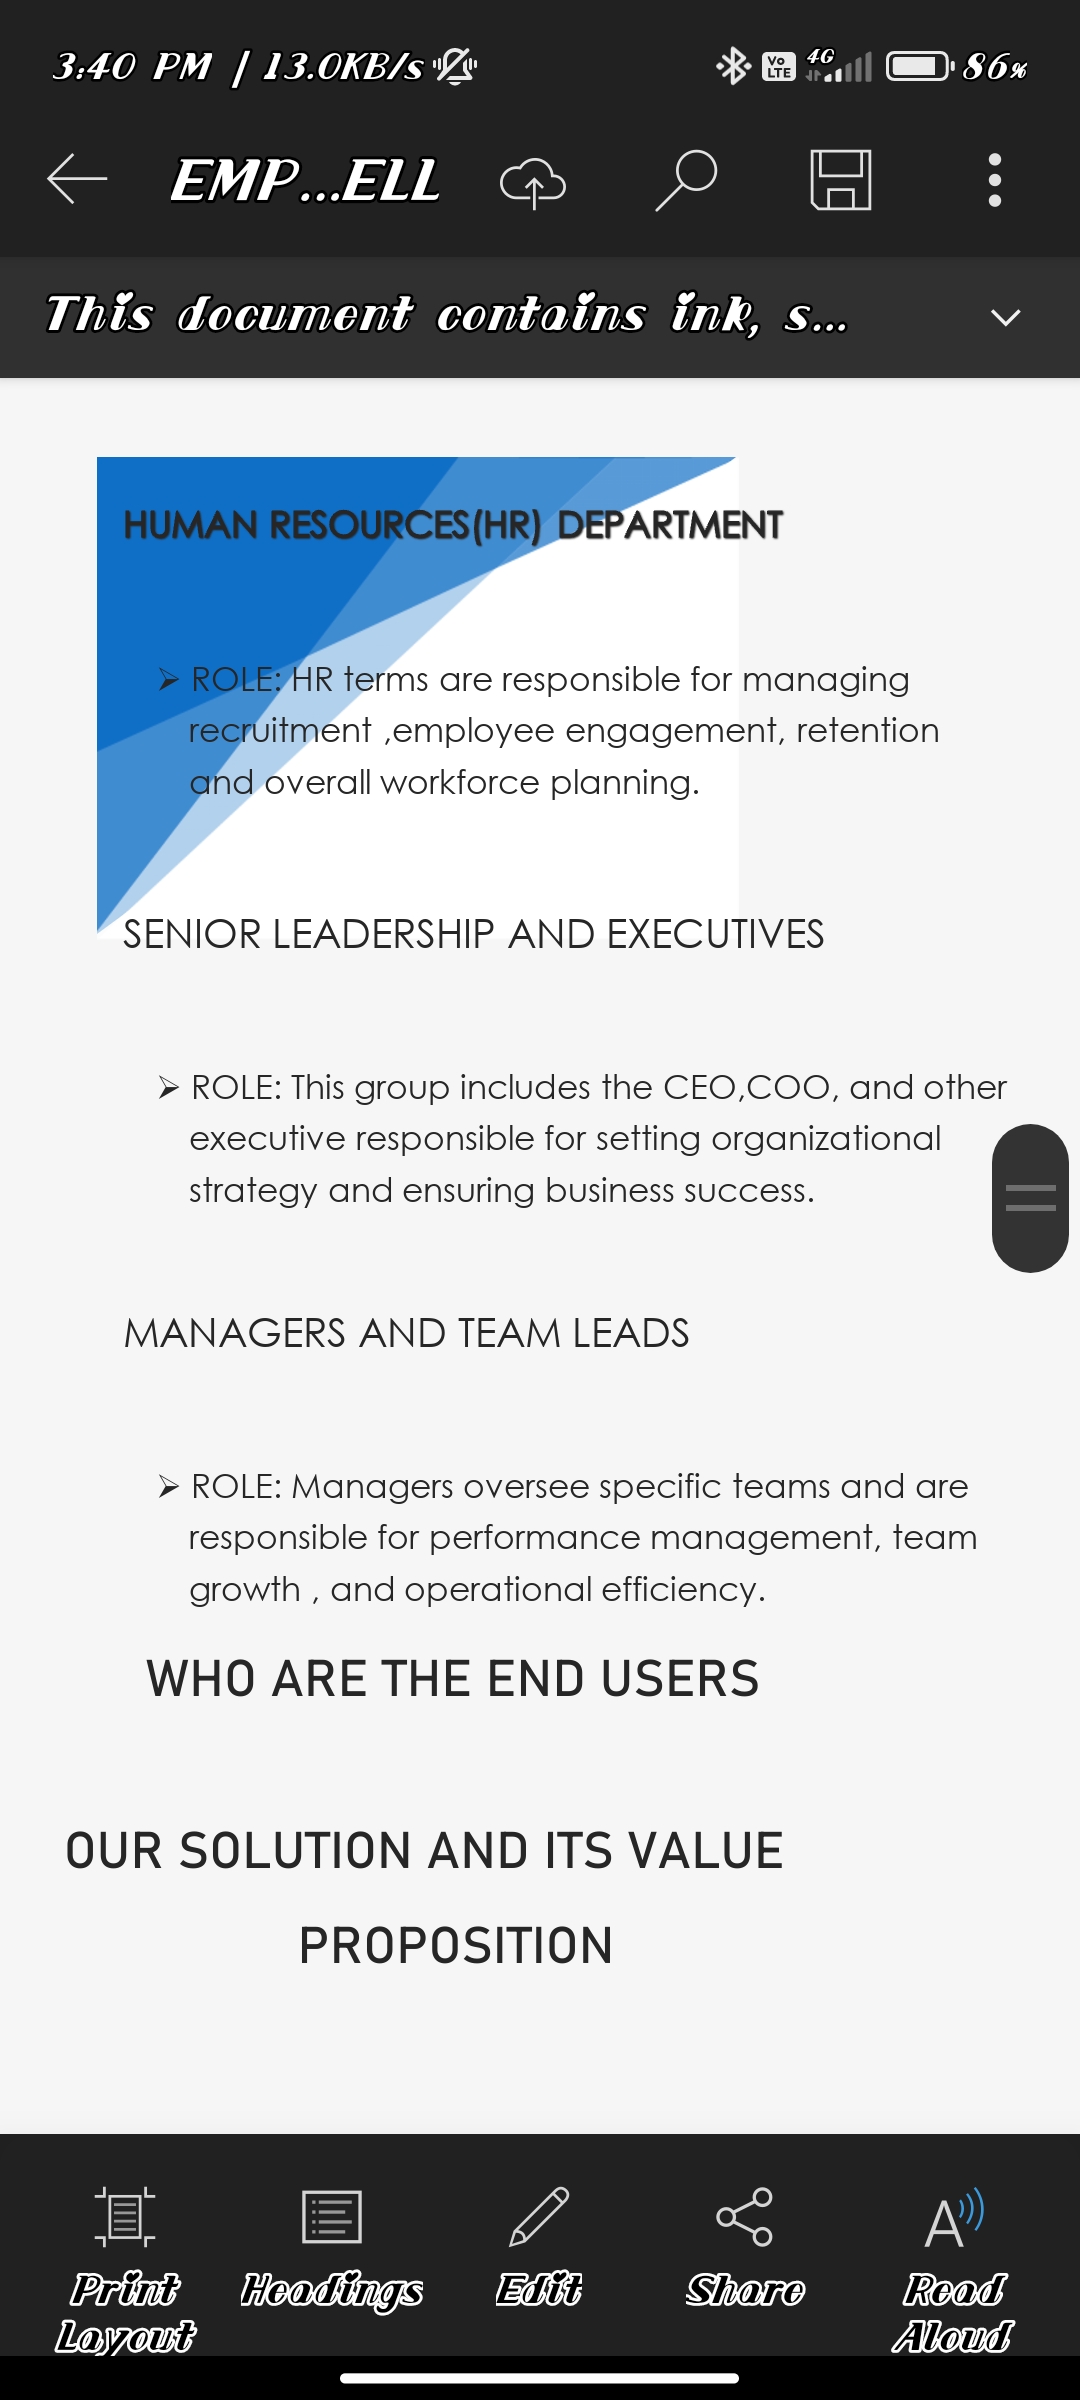 3:40 PM | 13.0KB/s Vo LTE 4G 86%
EMP...ELL
This document contains ink, s...
HUMAN RESOURCES(HR) DEPARTMENT
➢ ROLE: HR terms are responsible for managing
recruitment ,employee engagement, retention
and overall workforce planning.
SENIOR LEADERSHIP AND EXECUTIVES
➢ ROLE: This group includes the CEO,COO, and other
executive responsible for setting organizational
strategy and ensuring business success.
MANAGERS AND TEAM LEADS
➢ ROLE: Managers oversee specific teams and are
responsible for performance management, team
growth , and operational efficiency.
WHO ARE THE END USERS
OUR SOLUTION AND ITS VALUE
PROPOSITION
Print Headings Edit Share Read
Layout Aloud